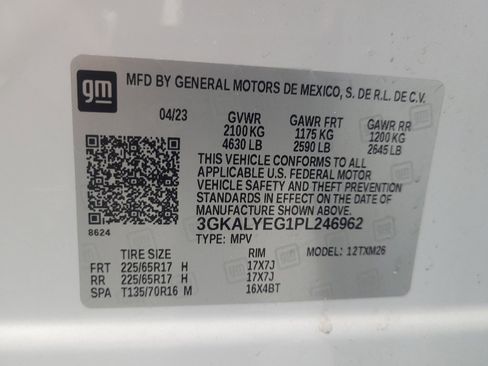 gm MFD BY GENERAL MOTORS DE MEXICO, S. DE R.L. DE C.V.
04/23 GVWR GAWR FRT GAWR RR
2100 KG 1175 KG 1200 KG
4630 LB 2590 LB 2645 LB
THIS VEHICLE CONFORMS TO ALL
APPLICABLE U.S. FEDERAL MOTOR
VEHICLE SAFETY AND THEFT PREVENTION
STANDARDS IN EFFECT ON THE DATE OF
MANUFACTURE SHOWN ABOVE.
8624 3GKALYEG1PL246962
TYPE: MPV MODEL: 12TXM26
TIRE SIZE RIM
FRT 225/65R17 H 17X7J
RR 225/65R17 H 17X7J
SPA T135/70R16 M 16X4BT